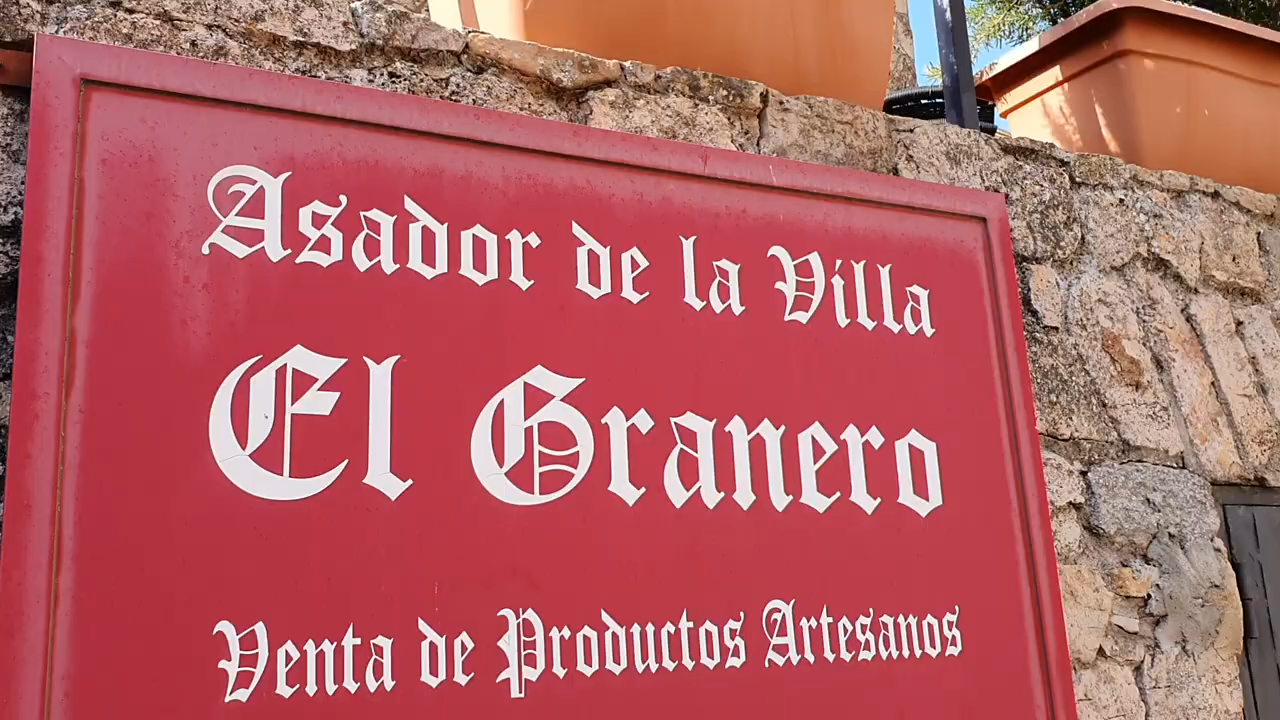 Asador de la Villa
El Granero
Venta de Productos Artesanos